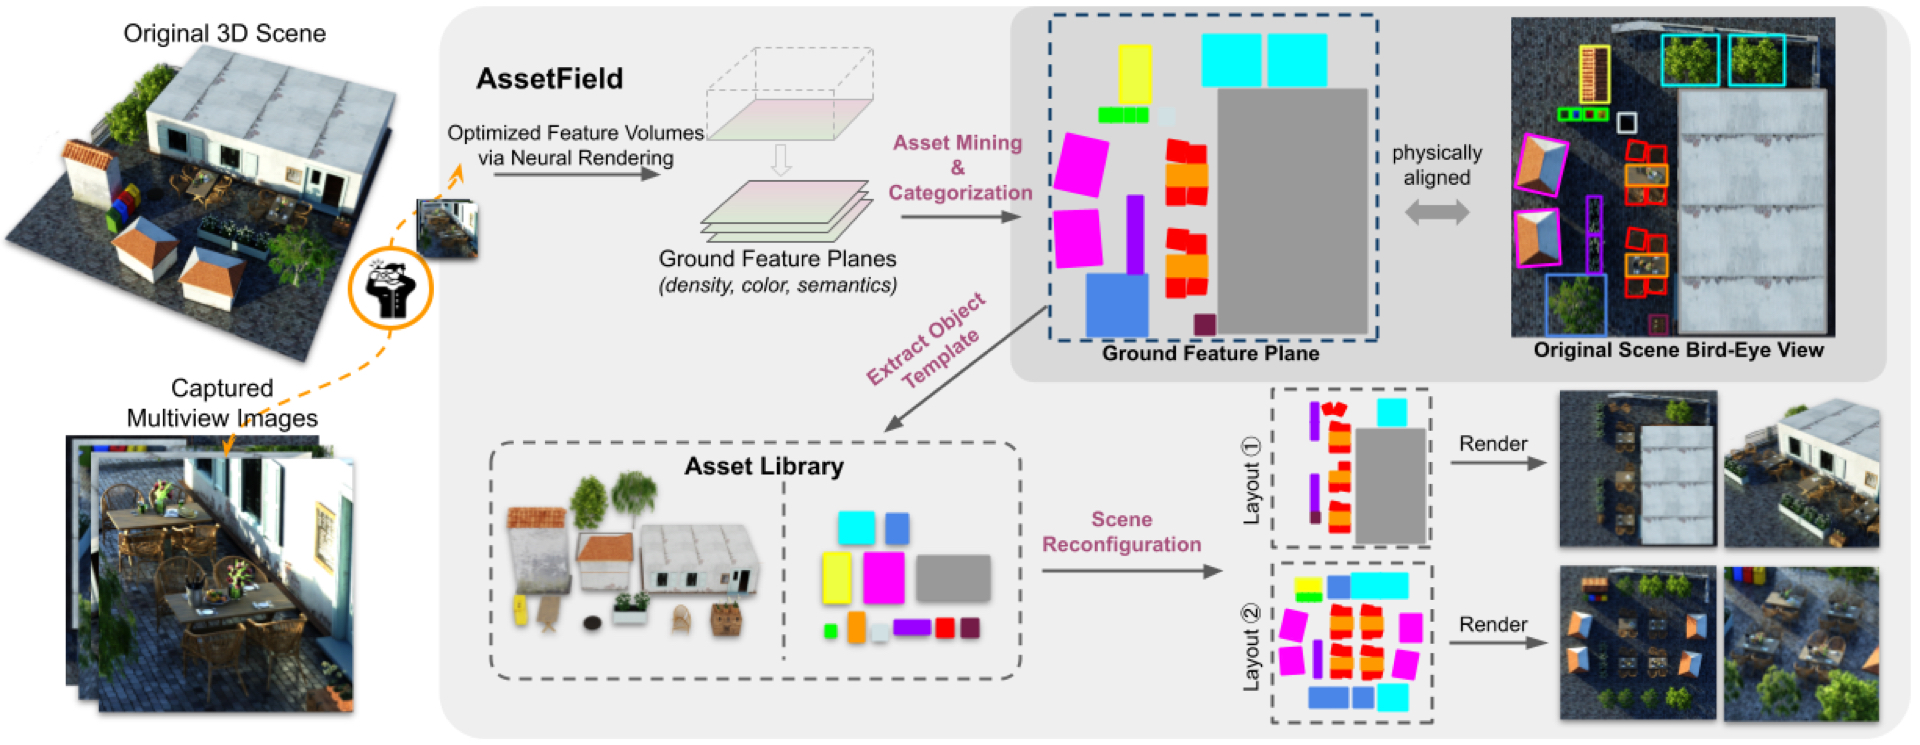 Original 3D Scene
Captured
Multiview Images
AssetField
Optimized Feature Volumes
via Neural Rendering
Ground Feature Planes
(density, color, semantics)
Asset Mining
&
Categorization
Ground Feature Plane
physically
aligned
Original Scene Bird-Eye View
Extract Object
Template
Asset Library
Scene
Reconfiguration
Layout ①
Render
Layout ②
Render